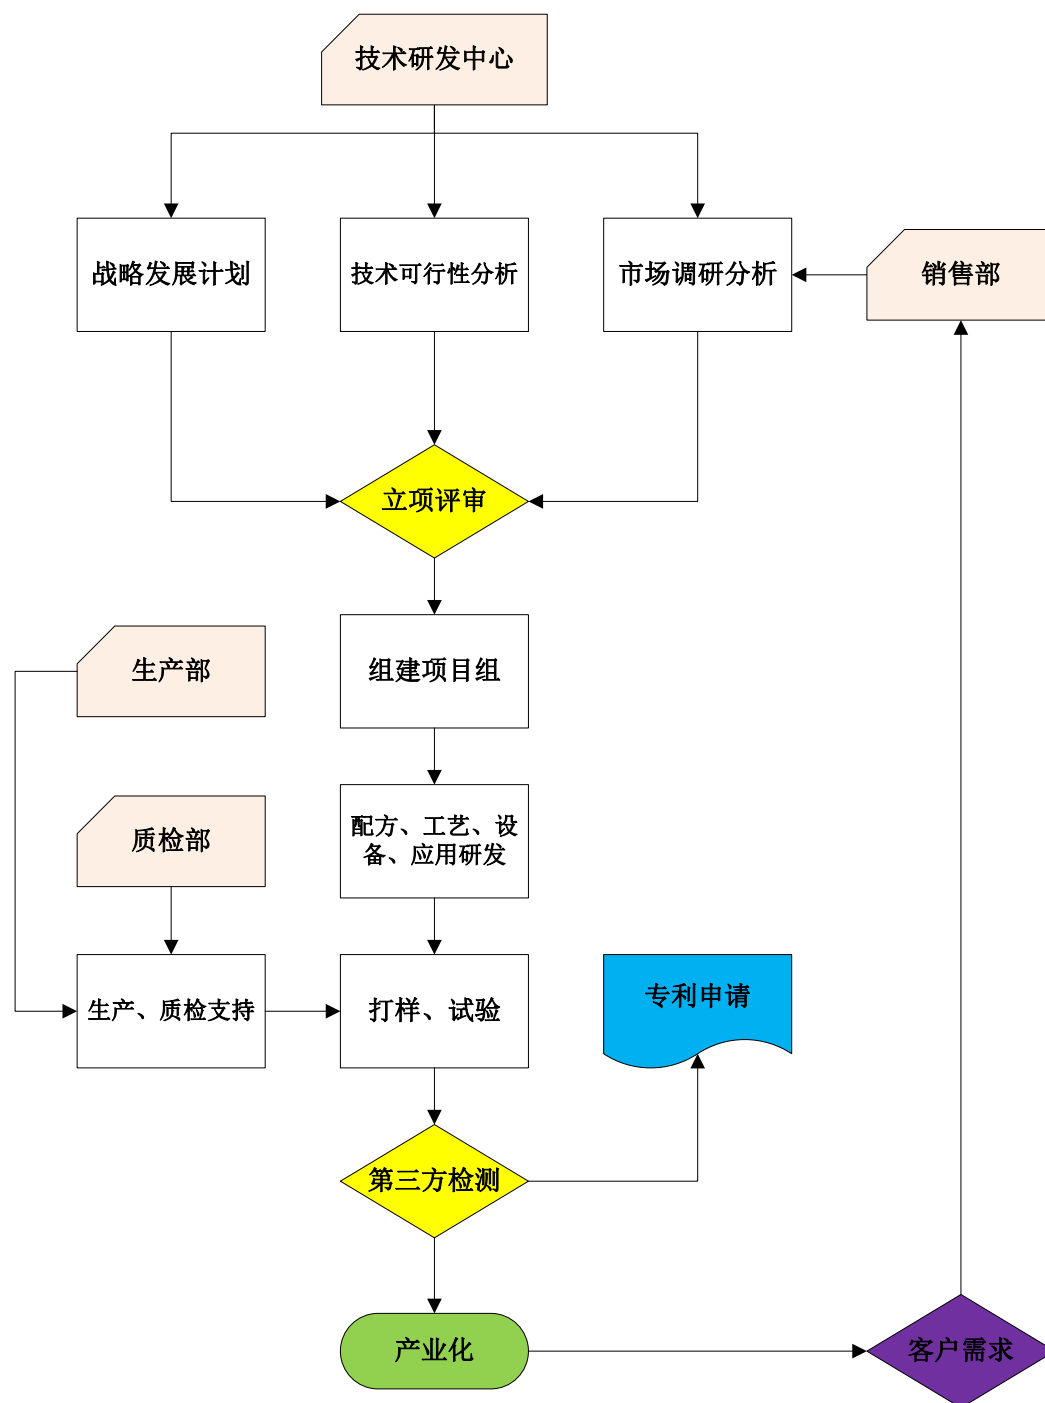 技术研发中心
战略发展计划
技术可行性分析
市场调研分析
销售部
立项评审
生产部
组建项目组
质检部
配方、工艺、设
备、应用研发
生产、质检支持
打样、试验
专利申请
第三方检测
产业化
客户需求